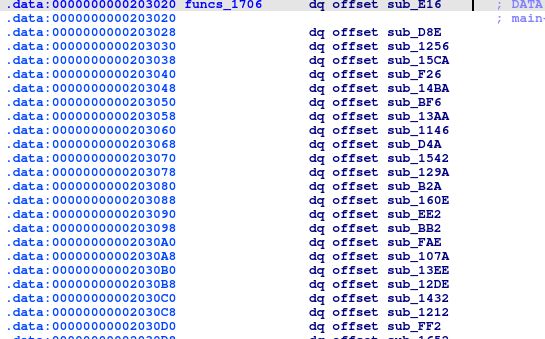 .data:0000000000203020 funcs_1706 dq offset sub_E16 ; DATA
.data:0000000000203020 ; main
.data:0000000000203028 dq offset sub_D8E
.data:0000000000203030 dq offset sub_1256
.data:0000000000203038 dq offset sub_15CA
.data:0000000000203040 dq offset sub_F26
.data:0000000000203048 dq offset sub_14BA
.data:0000000000203050 dq offset sub_BF6
.data:0000000000203058 dq offset sub_13AA
.data:0000000000203060 dq offset sub_1146
.data:0000000000203068 dq offset sub_D4A
.data:0000000000203070 dq offset sub_1542
.data:0000000000203078 dq offset sub_129A
.data:0000000000203080 dq offset sub_B2A
.data:0000000000203088 dq offset sub_160E
.data:0000000000203090 dq offset sub_EE2
.data:0000000000203098 dq offset sub_BB2
.data:00000000002030A0 dq offset sub_FAE
.data:00000000002030A8 dq offset sub_107A
.data:00000000002030B0 dq offset sub_13EE
.data:00000000002030B8 dq offset sub_12DE
.data:00000000002030C0 dq offset sub_1432
.data:00000000002030C8 dq offset sub_1212
.data:00000000002030D0 dq offset sub_FF2